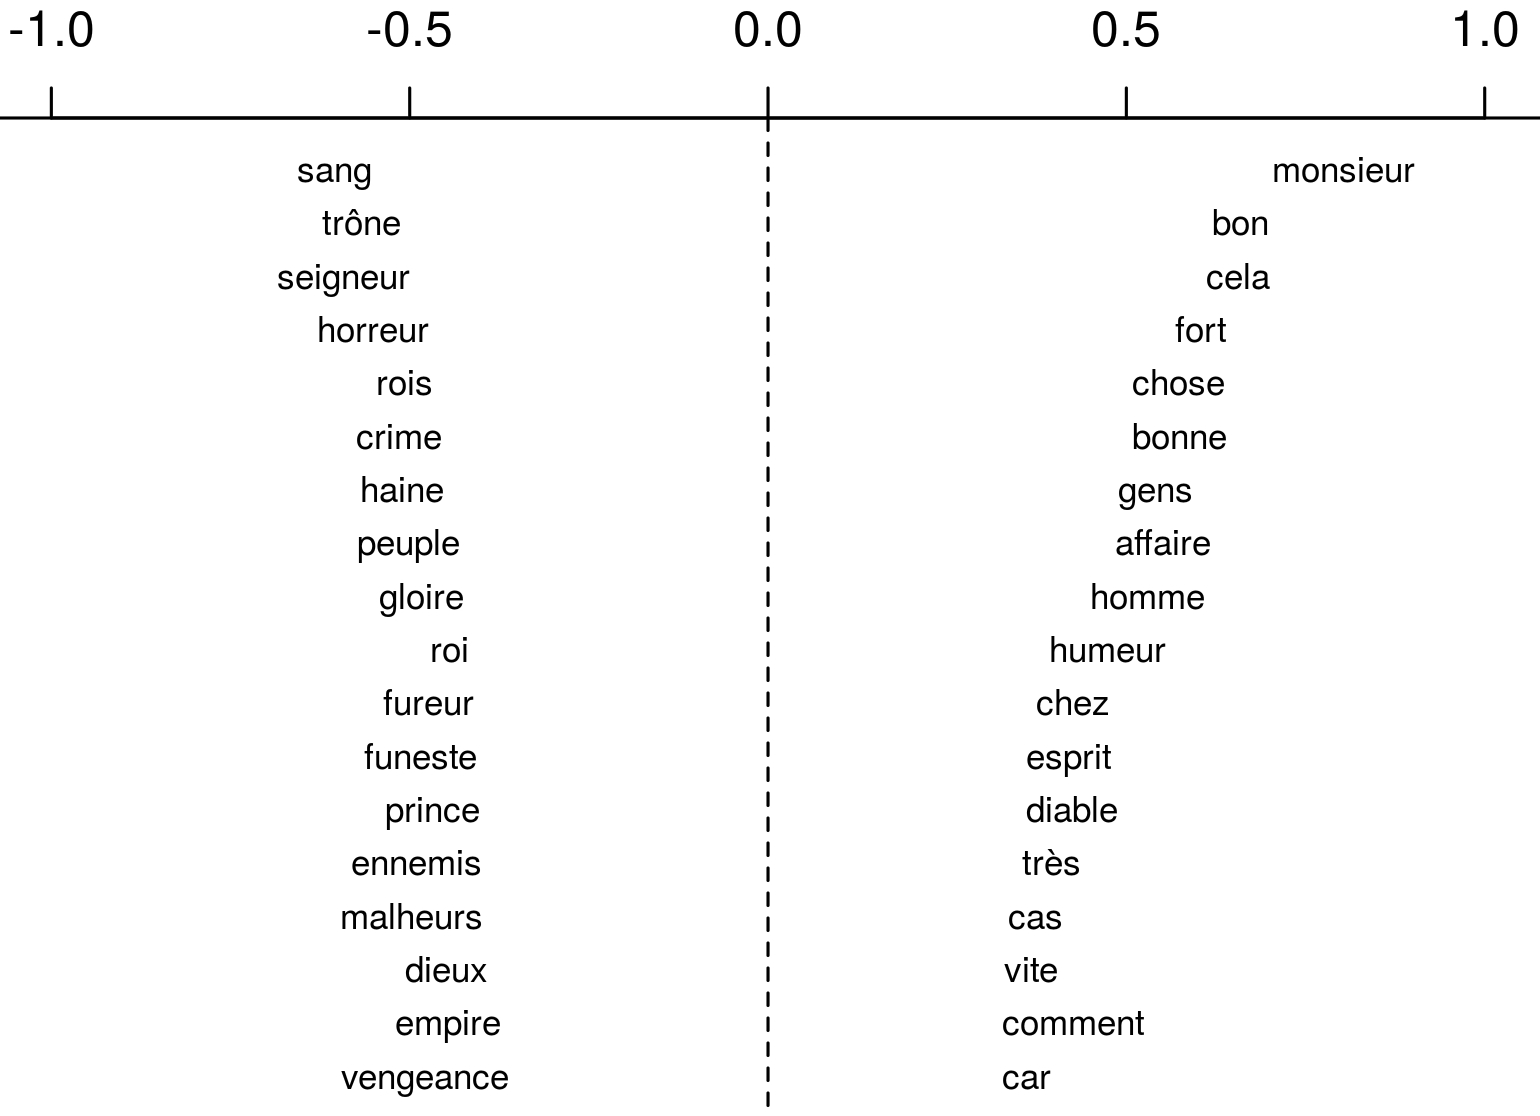 -1.0 -0.5 0.0 0.5 1.0
sang monsieur
trône bon
seigneur cela
horreur fort
rois chose
crime bonne
haine gens
peuple affaire
gloire homme
roi humeur
fureur chez
funeste esprit
prince diable
ennemis très
malheurs cas
dieux vite
empire comment
vengeance car